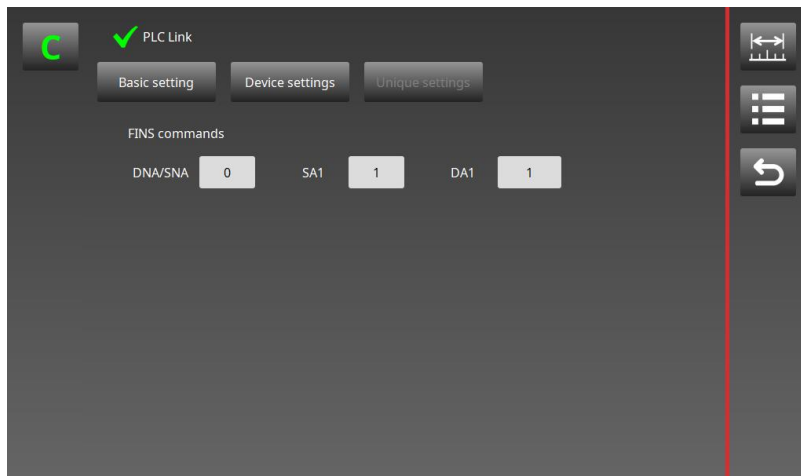 C
PLC Link
Basic setting Device settings Unique settings
FINS commands
DNA/SNA 0 SA1 1 DA1 1